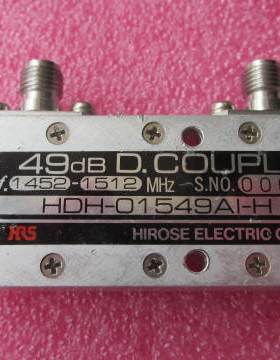 49dB D. COUPL
f. 1452-1512 MHz - S.NO. 00
HDH-01549AI-H
HRS HIROSE ELECTRIC